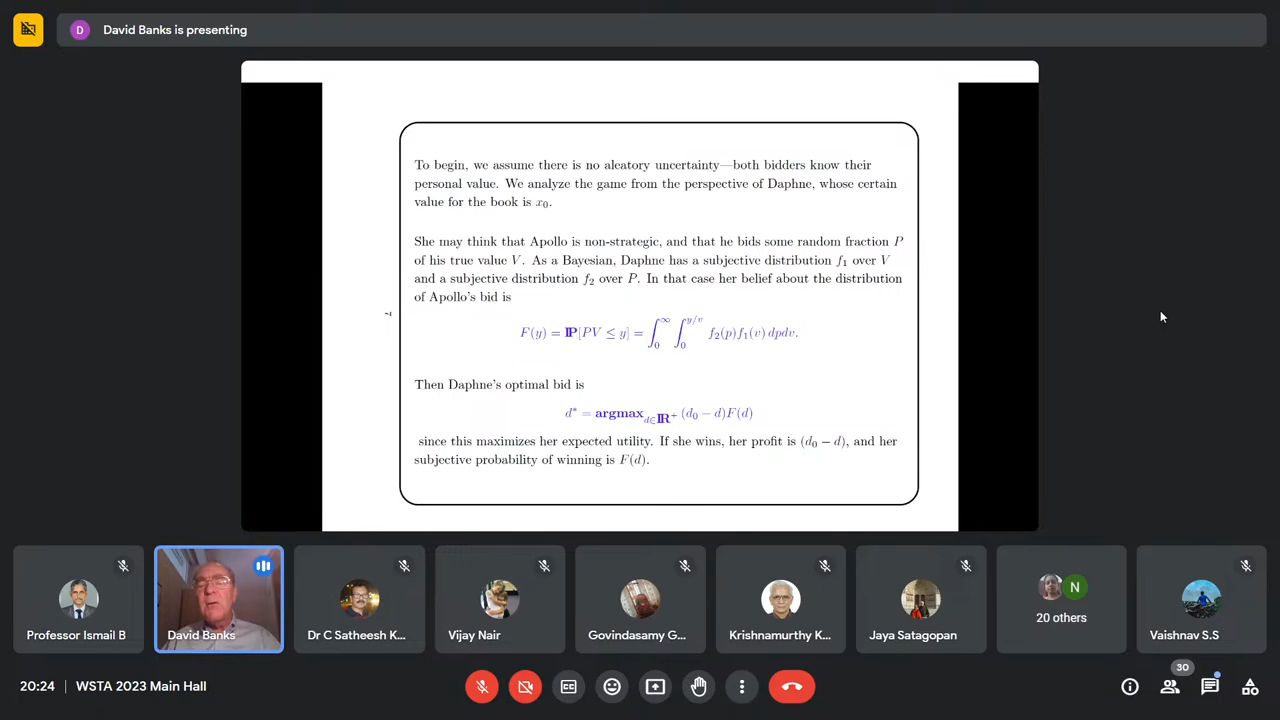 D David Banks is presenting
To begin, we assume there is no aleatory uncertainty—both bidders know their
personal value. We analyze the game from the perspective of Daphne, whose certain
value for the book is x₀.
She may think that Apollo is non-strategic, and that he bids some random fraction P
of his true value V. As a Bayesian, Daphne has a subjective distribution f₁ over V
and a subjective distribution f₂ over P. In that case her belief about the distribution
of Apollo's bid is
7
F(y) = ℙ[PV ≤ y] = ∫₀^∞ ∫₀^{y/v} f₂(p)f₁(v) dpdv.
Then Daphne's optimal bid is
d* = argmax_{d∈ℝ⁺} (d₀ − d)F(d)
since this maximizes her expected utility. If she wins, her profit is (d₀ − d), and her
subjective probability of winning is F(d).
N
Professor Ismail B
David Banks
Dr C Satheesh K...
Vijay Nair
Govindasamy G...
Krishnamurthy K...
Jaya Satagopan
20 others
Vaishnav S.S
20:24 | WSTA 2023 Main Hall
30